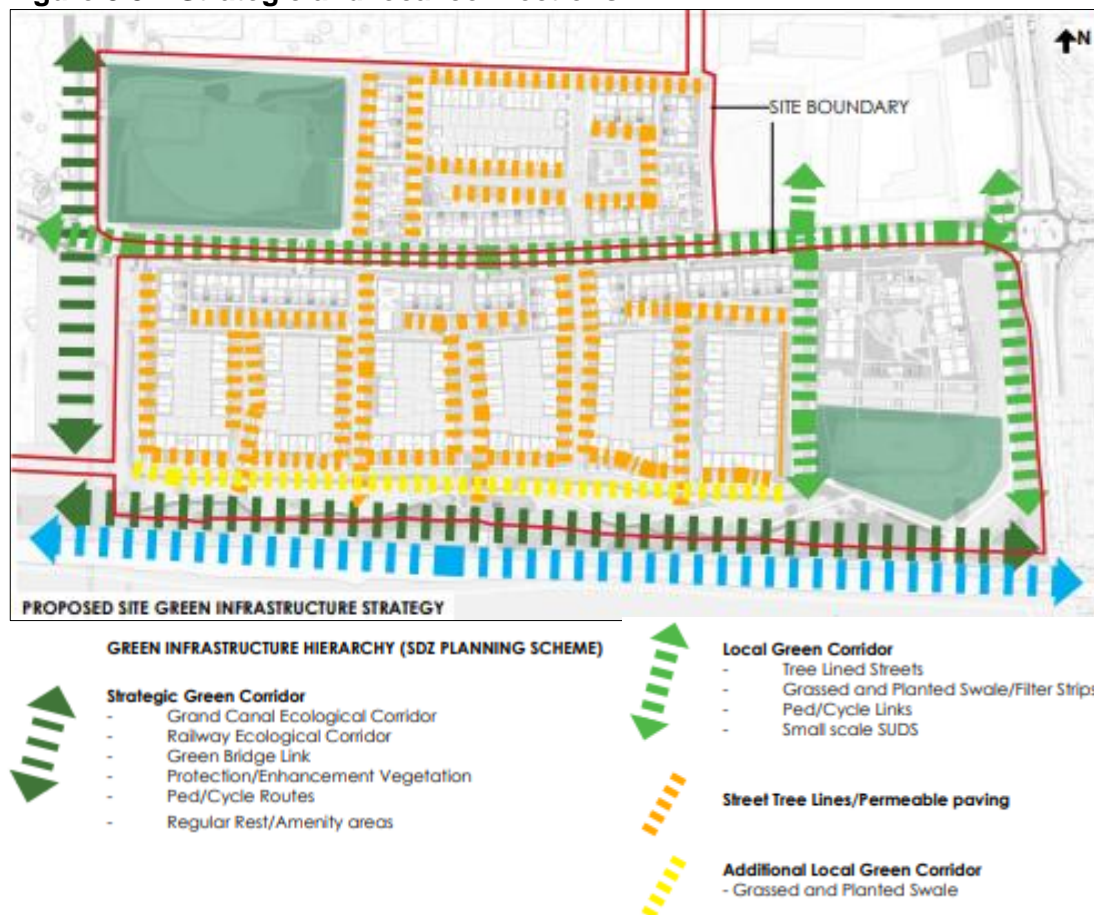 N
SITE BOUNDARY
PROPOSED SITE GREEN INFRASTRUCTURE STRATEGY
GREEN INFRASTRUCTURE HIERARCHY (SDZ PLANNING SCHEME)
Strategic Green Corridor
- Grand Canal Ecological Corridor
- Railway Ecological Corridor
- Green Bridge Link
- Protection/Enhancement Vegetation
- Ped/Cycle Routes
- Regular Rest/Amenity areas
Local Green Corridor
- Tree Lined Streets
- Grassed and Planted Swale/Filter Strips
- Ped/Cycle Links
- Small scale SUDS
Street Tree Lines/Permeable paving
Additional Local Green Corridor
- Grassed and Planted Swale